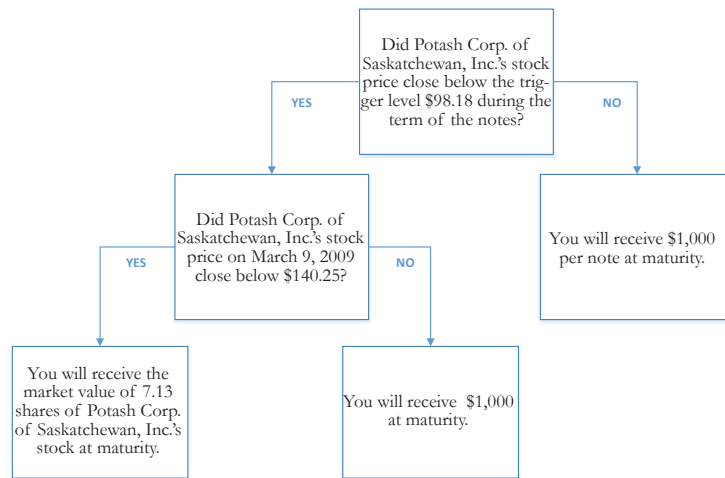 Did Potash Corp. of
Saskatchewan, Inc.'s stock
price close below the trig-
ger level $98.18 during the
term of the notes?
YES
NO
Did Potash Corp. of
Saskatchewan, Inc.'s stock
price on March 9, 2009
close below $140.25?
You will receive $1,000
per note at maturity.
YES
NO
You will receive the
market value of 7.13
shares of Potash Corp.
of Saskatchewan, Inc.'s
stock at maturity.
You will receive $1,000
at maturity.